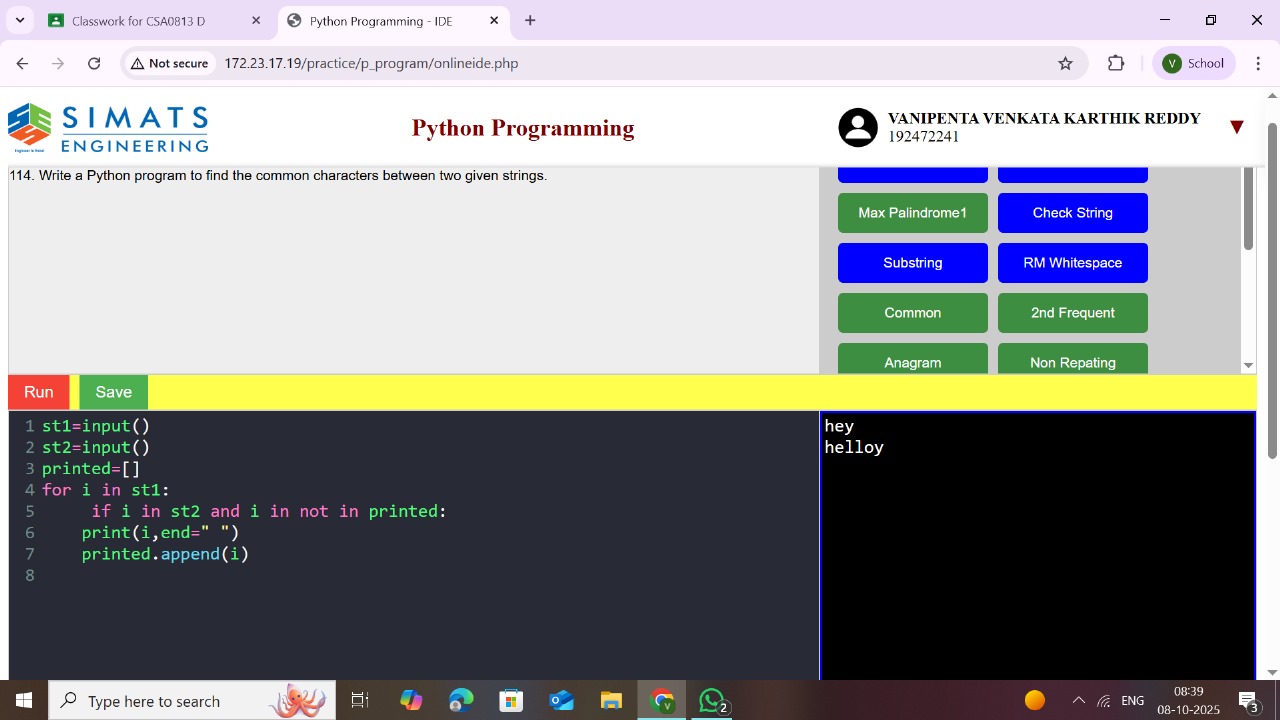 Classwork for CSA0813 D
Python Programming - IDE
Not secure
172.23.17.19/practice/p_program/onlineide.php
V
School
SIMATS
ENGINEERING
Python Programming
VANIPENTA VENKATA KARTHIK REDDY
192472241
114. Write a Python program to find the common characters between two given strings.
Max Palindrome1
Check String
Substring
RM Whitespace
Common
2nd Frequent
Anagram
Non Repating
Run
Save
1 st1=input()
2 st2=input()
3 printed=[]
4 for i in st1:
5      if i in st2 and i in not in printed:
6     print(i,end=" ")
7     printed.append(i)
8
hey
helloy
Type here to search
2
ENG
08:39
08-10-2025
3